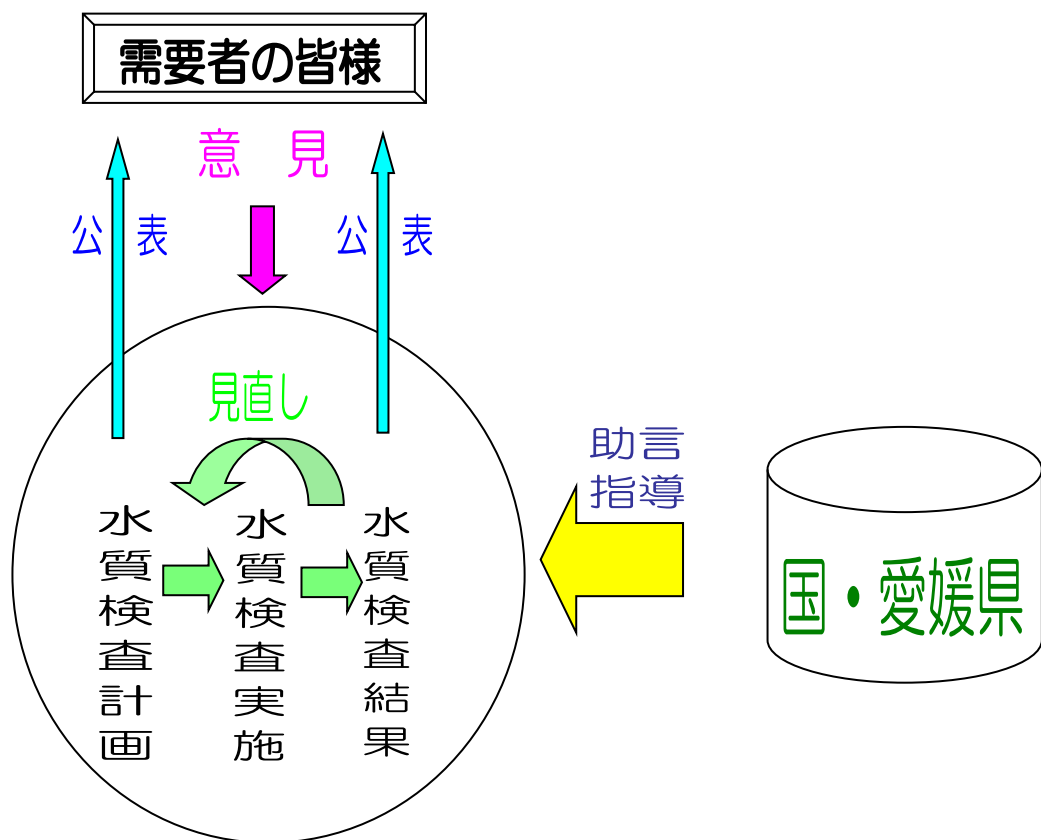 需要者の皆様
意 見
公 表
公 表
見直し
助言
指導
水質検査計画
水質検査実施
水質検査結果
国・愛媛県